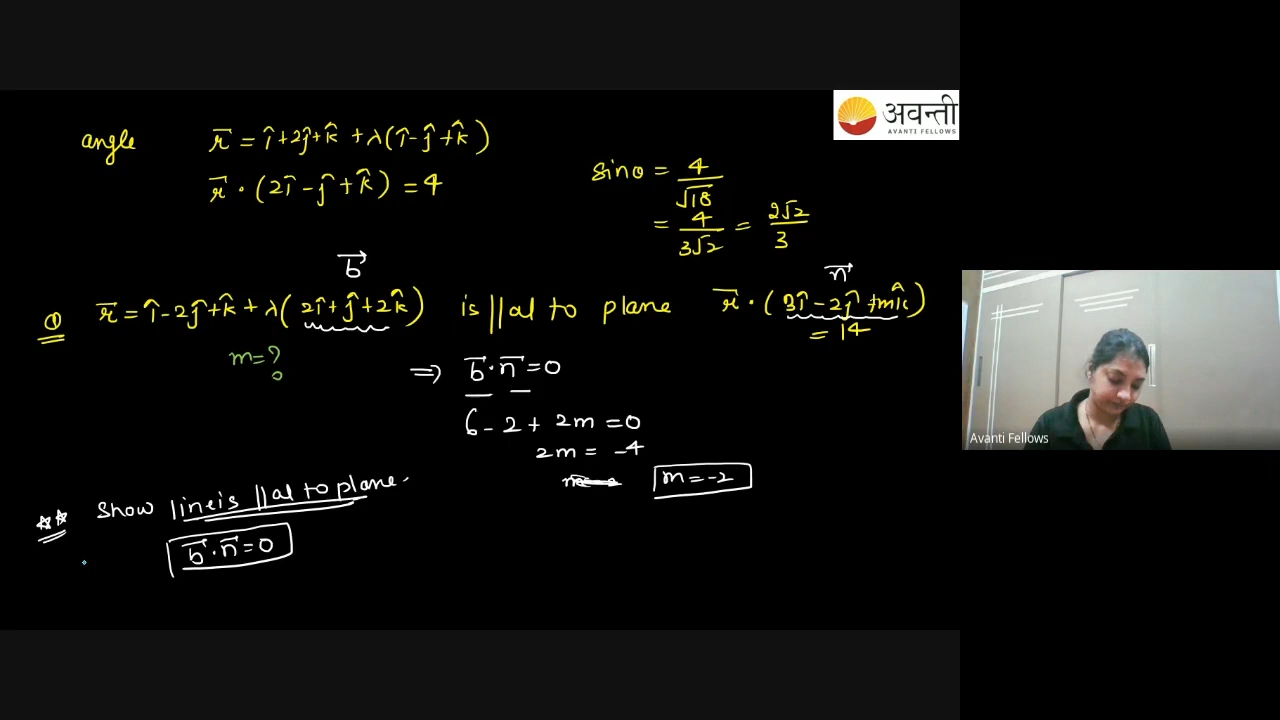 अवन्ती
AVANTI FELLOWS
angle r̄ = î+2ĵ+k̂ +λ(î-ĵ+k̂)
r̄ · (2î-ĵ+k̂) = 4
sinθ = 4/√18
= 4/3√2 = 2√2/3
b⃗ n⃗
① r̄ = î-2ĵ+k̂ +λ(2î+ĵ+2k̂) is ||al to plane r̄ · (3î-2ĵ+mk̂)
= 14
m=?
⇒ b⃗·n⃗=0
6-2+2m=0
2m = -4
m=-2
** Show line is ||al to plane.
b⃗·n⃗=0
Avanti Fellows